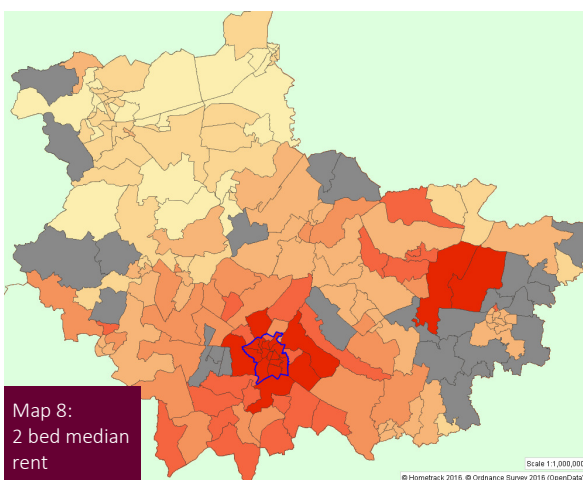 Map 8:
2 bed median
rent
Scale 1:1,000,000
© Hometrack 2016, © Ordnance Survey 2016 (OpenData)